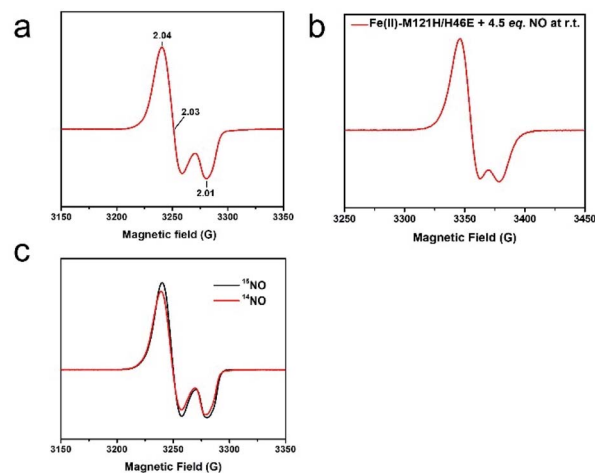 a
2.04
2.03
2.01
3150 3200 3250 3300 3350
Magnetic field (G)
b
Fe(II)-M121H/H46E + 4.5 eq. NO at r.t.
3250 3300 3350 3400 3450
Magnetic Field (G)
c
15NO
14NO
3150 3200 3250 3300 3350
Magnetic Field (G)